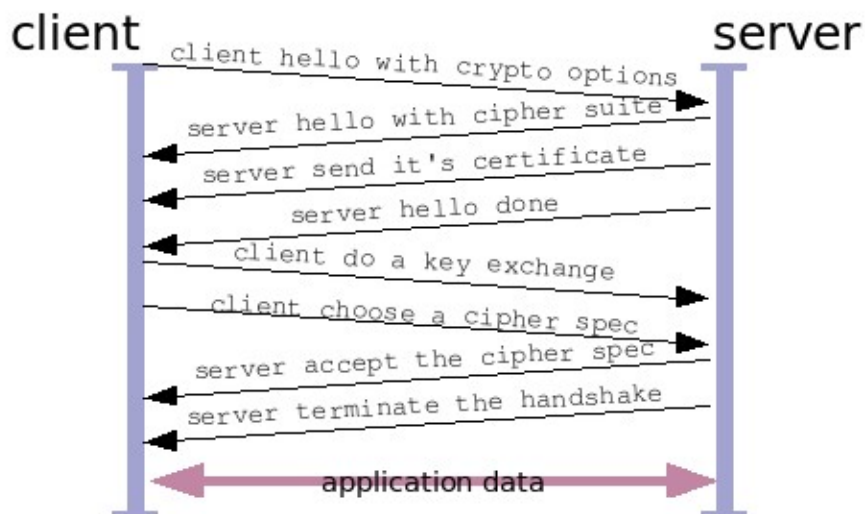 client
server
client hello with crypto options
server hello with cipher suite
server send it's certificate
server hello done
client do a key exchange
client choose a cipher spec
server accept the cipher spec
server terminate the handshake
application data